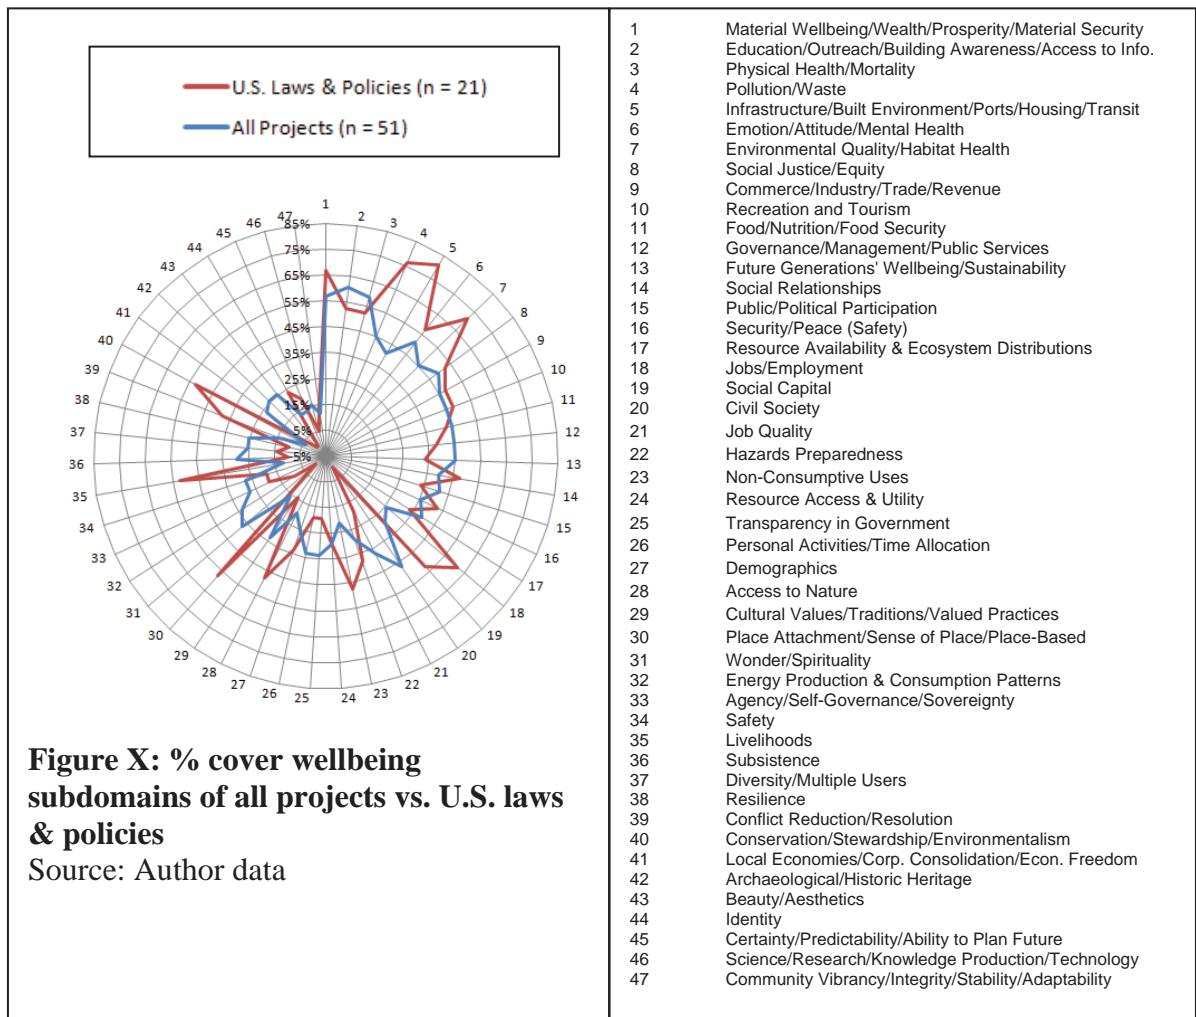 U.S. Laws & Policies (n = 21)
All Projects (n = 51)
1
2
3
4
5
6
7
8
9
10
11
12
13
14
15
16
17
18
19
20
21
22
23
24
25
26
27
28
29
30
31
32
33
34
35
36
37
38
39
40
41
42
43
44
45
46
47
85%
75%
65%
55%
45%
35%
25%
15%
5%
5%
Figure X: % cover wellbeing
subdomains of all projects vs. U.S. laws
& policies
Source: Author data
1 Material Wellbeing/Wealth/Prosperity/Material Security
2 Education/Outreach/Building Awareness/Access to Info.
3 Physical Health/Mortality
4 Pollution/Waste
5 Infrastructure/Built Environment/Ports/Housing/Transit
6 Emotion/Attitude/Mental Health
7 Environmental Quality/Habitat Health
8 Social Justice/Equity
9 Commerce/Industry/Trade/Revenue
10 Recreation and Tourism
11 Food/Nutrition/Food Security
12 Governance/Management/Public Services
13 Future Generations' Wellbeing/Sustainability
14 Social Relationships
15 Public/Political Participation
16 Security/Peace (Safety)
17 Resource Availability & Ecosystem Distributions
18 Jobs/Employment
19 Social Capital
20 Civil Society
21 Job Quality
22 Hazards Preparedness
23 Non-Consumptive Uses
24 Resource Access & Utility
25 Transparency in Government
26 Personal Activities/Time Allocation
27 Demographics
28 Access to Nature
29 Cultural Values/Traditions/Valued Practices
30 Place Attachment/Sense of Place/Place-Based
31 Wonder/Spirituality
32 Energy Production & Consumption Patterns
33 Agency/Self-Governance/Sovereignty
34 Safety
35 Livelihoods
36 Subsistence
37 Diversity/Multiple Users
38 Resilience
39 Conflict Reduction/Resolution
40 Conservation/Stewardship/Environmentalism
41 Local Economies/Corp. Consolidation/Econ. Freedom
42 Archaeological/Historic Heritage
43 Beauty/Aesthetics
44 Identity
45 Certainty/Predictability/Ability to Plan Future
46 Science/Research/Knowledge Production/Technology
47 Community Vibrancy/Integrity/Stability/Adaptability